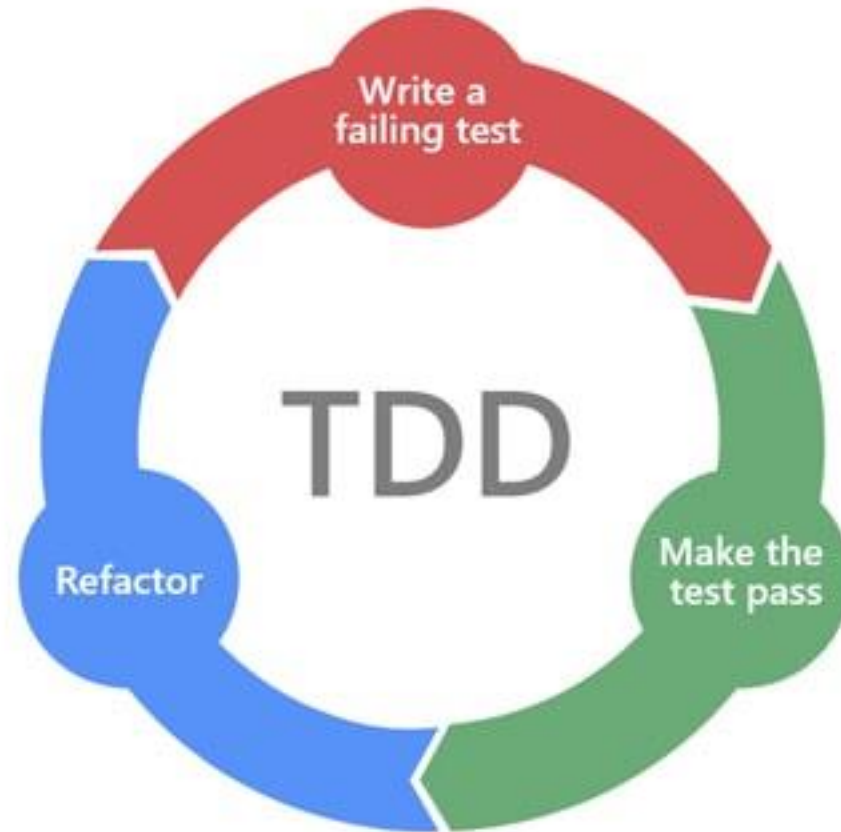 Write a
failing test
TDD
Refactor
Make the
test pass